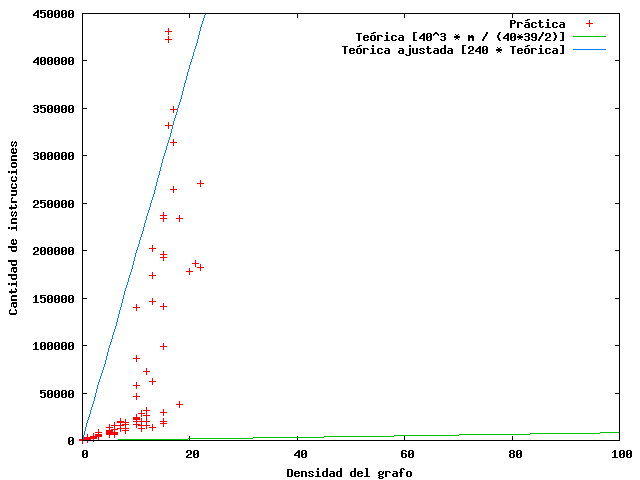 Práctica
Teórica [40^3 * m / (40*39/2)]
Teórica ajustada [240 * Teórica]
450000
400000
350000
300000
250000
200000
150000
100000
50000
0
Cantidad de instrucciones
0 20 40 60 80 100
Densidad del grafo